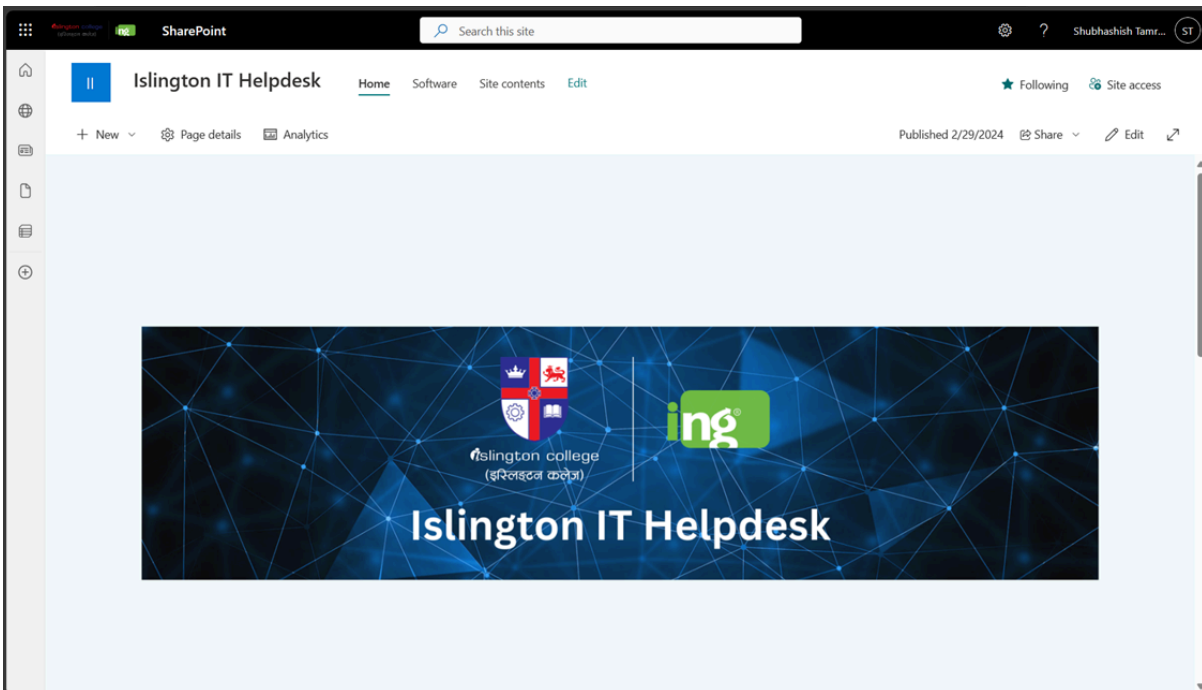 SharePoint
Search this site
?
Shubhashish Tamr...
ST
II
Islington IT Helpdesk
Home
Software
Site contents
Edit
Following
Site access
+ New
Page details
Analytics
Published 2/29/2024
Share
Edit
islington college
(इस्लिङ्टन कलेज)
ing®
Islington IT Helpdesk